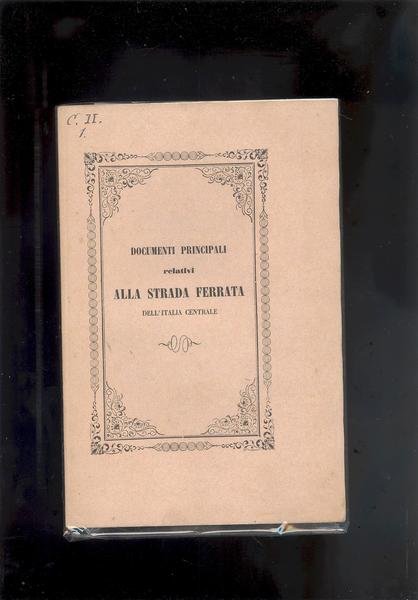 C. II.
1.
DOCUMENTI PRINCIPALI
relativi
ALLA STRADA FERRATA
DELL'ITALIA CENTRALE